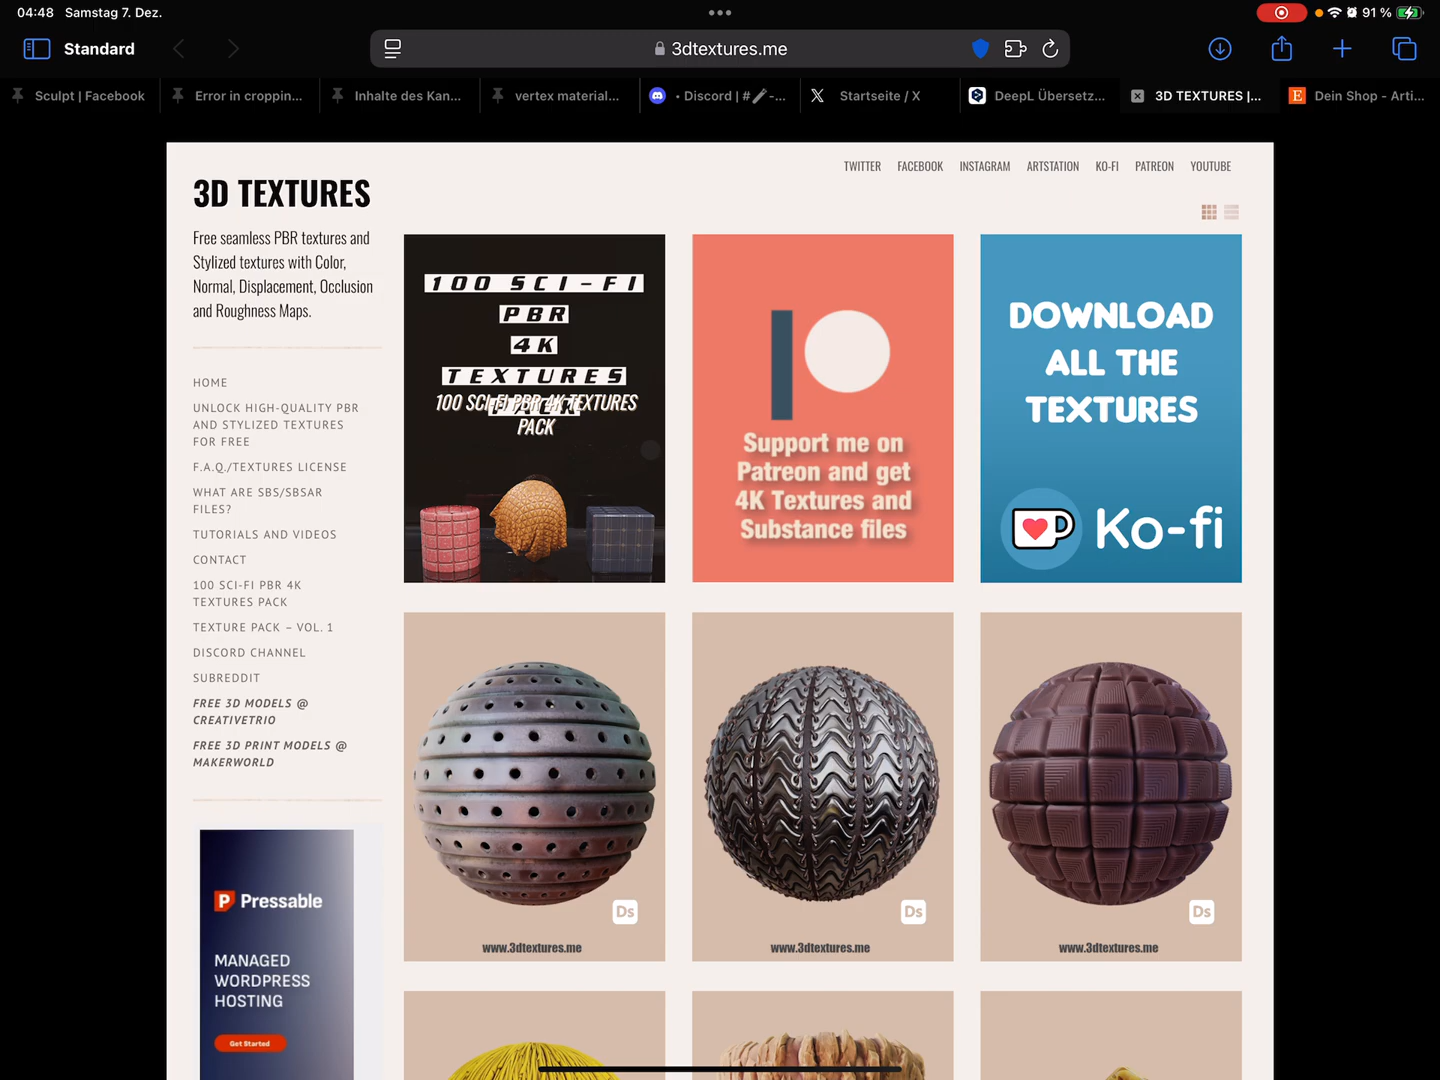 04:48 Samstag 7. Dez.
91 %
Standard
3dtextures.me
Sculpt | Facebook
Error in croppin...
Inhalte des Kan...
vertex material...
• Discord | #🖊️-...
Startseite / X
DeepL Übersetz...
3D TEXTURES |...
Dein Shop - Arti...
TWITTER FACEBOOK INSTAGRAM ARTSTATION KO-FI PATREON YOUTUBE
3D TEXTURES
Free seamless PBR textures and
Stylized textures with Color,
Normal, Displacement, Occlusion
and Roughness Maps.
HOME
UNLOCK HIGH-QUALITY PBR
AND STYLIZED TEXTURES
FOR FREE
F.A.Q./TEXTURES LICENSE
WHAT ARE SBS/SBSAR
FILES?
TUTORIALS AND VIDEOS
CONTACT
100 SCI-FI PBR 4K
TEXTURES PACK
TEXTURE PACK – VOL. 1
DISCORD CHANNEL
SUBREDDIT
FREE 3D MODELS @
CREATIVETRIO
FREE 3D PRINT MODELS @
MAKERWORLD
Pressable
MANAGED
WORDPRESS
HOSTING
Get Started
100 SCI-FI
PBR
4K
TEXTURES
PACK
100 SCI-FI PBR 4K TEXTURES
PACK
Support me on
Patreon and get
4K Textures and
Substance files
DOWNLOAD
ALL THE
TEXTURES
Ko-fi
Ds
www.3dtextures.me
Ds
www.3dtextures.me
Ds
www.3dtextures.me